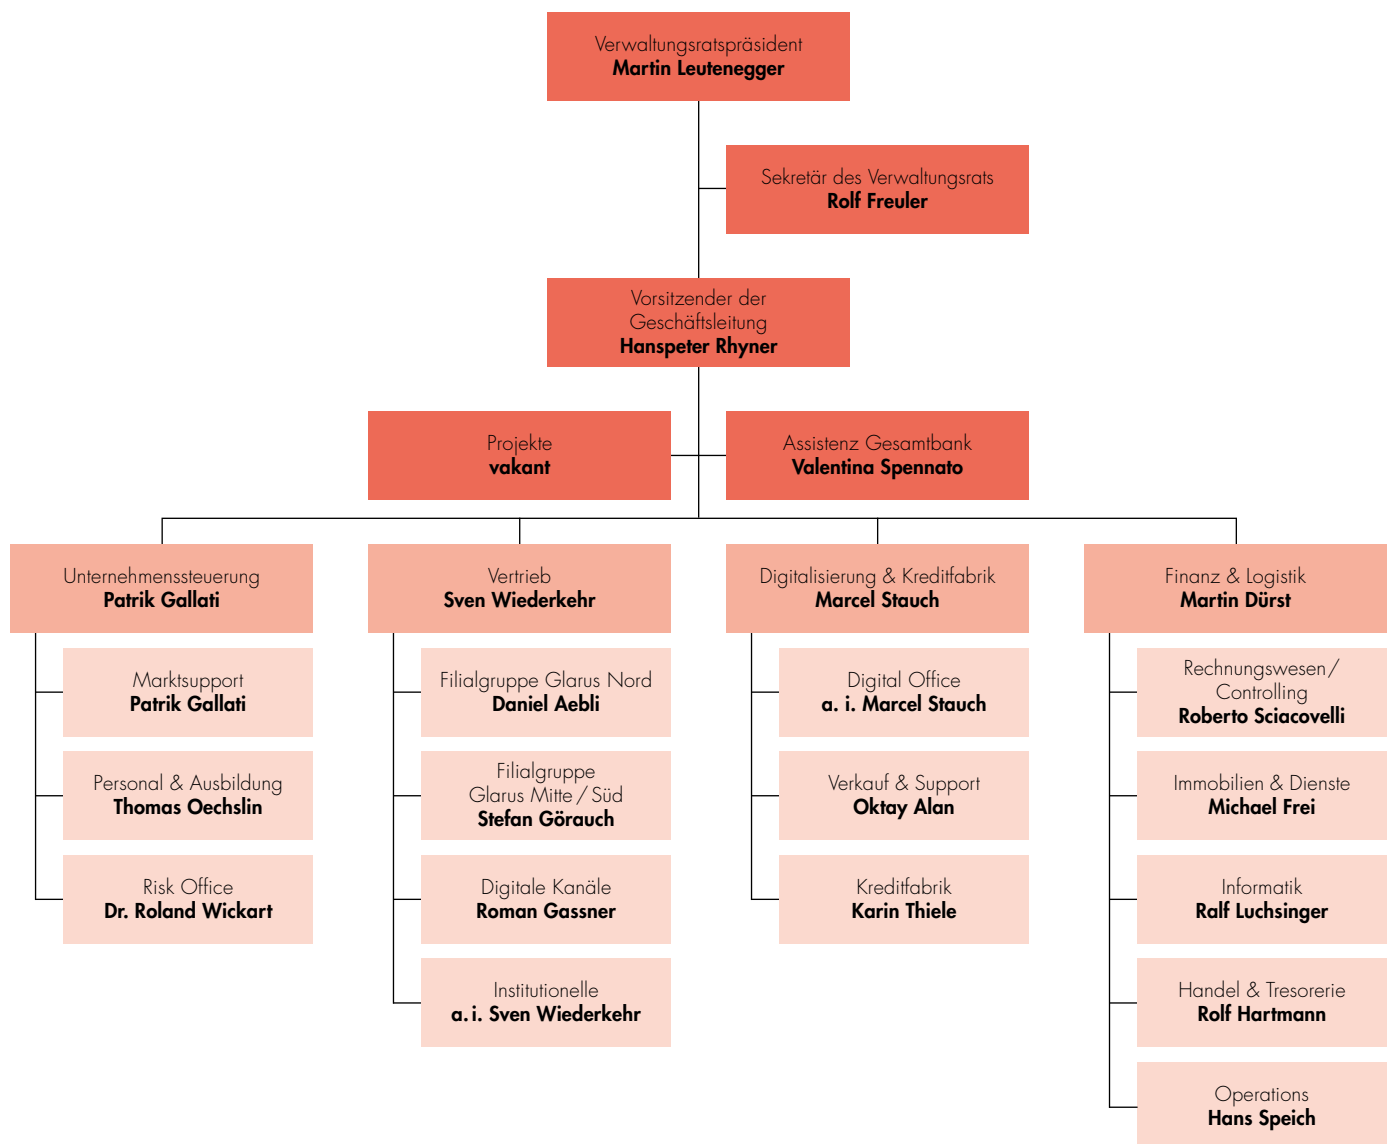 Verwaltungsratspräsident
Martin Leutenegger
Sekretär des Verwaltungsrats
Rolf Freuler
Vorsitzender der
Geschäftsleitung
Hanspeter Rhyner
Projekte
vakant
Assistenz Gesamtbank
Valentina Spennato
Unternehmenssteuerung
Patrik Gallati
Marktsupport
Patrik Gallati
Personal & Ausbildung
Thomas Oechslin
Risk Office
Dr. Roland Wickart
Vertrieb
Sven Wiederkehr
Filialgruppe Glarus Nord
Daniel Aebli
Filialgruppe
Glarus Mitte / Süd
Stefan Görauch
Digitale Kanäle
Roman Gassner
Institutionelle
a. i. Sven Wiederkehr
Digitalisierung & Kreditfabrik
Marcel Stauch
Digital Office
a. i. Marcel Stauch
Verkauf & Support
Oktay Alan
Kreditfabrik
Karin Thiele
Finanz & Logistik
Martin Dürst
Rechnungswesen /
Controlling
Roberto Sciacovelli
Immobilien & Dienste
Michael Frei
Informatik
Ralf Luchsinger
Handel & Tresorerie
Rolf Hartmann
Operations
Hans Speich